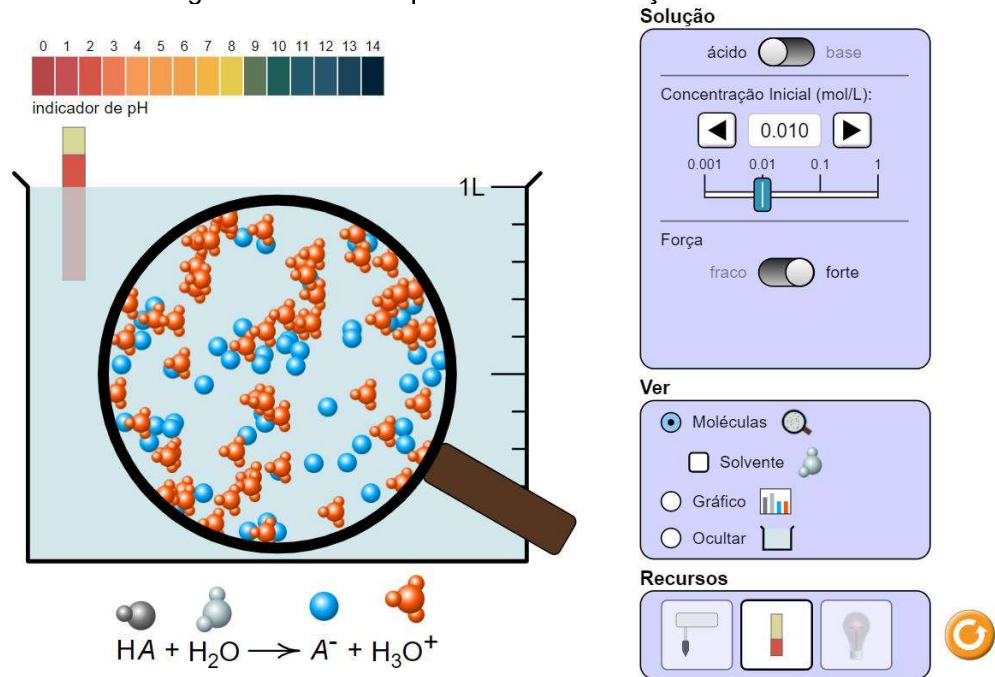 Solução
0 1 2 3 4 5 6 7 8 9 10 11 12 13 14
indicador de pH
1L
ácido base
Concentração Inicial (mol/L):
0.010
0.001 0.01 0.1 1
Força
fraco forte
Ver
Moléculas
Solvente
Gráfico
Ocultar
Recursos
HA + H₂O → A⁻ + H₃O⁺